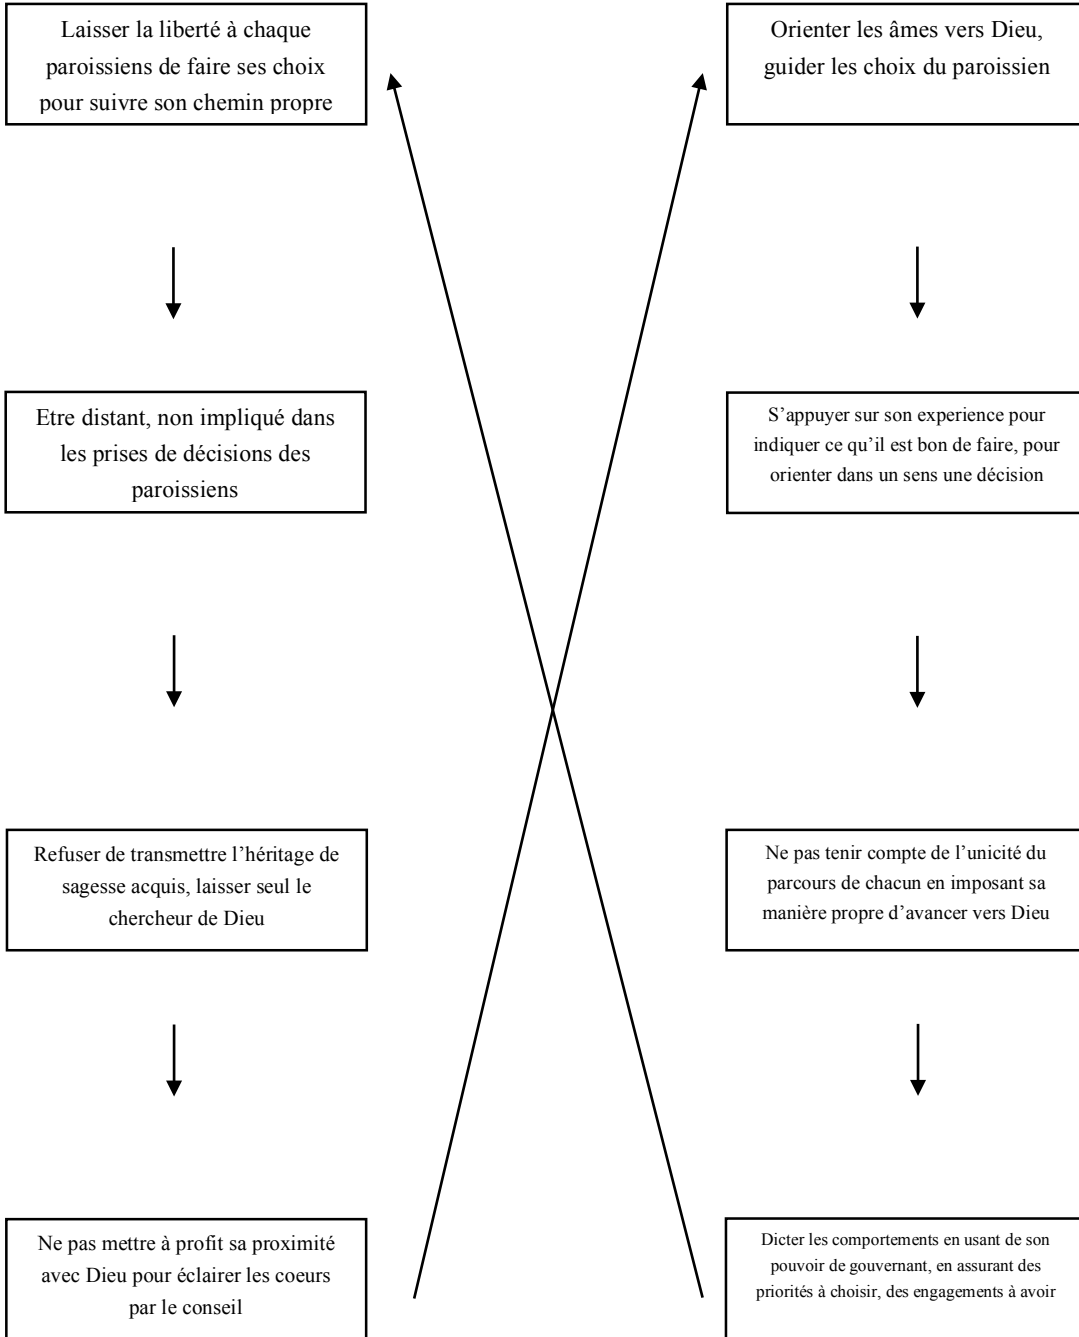 Laisser la liberté à chaque
paroissiens de faire ses choix
pour suivre son chemin propre
Orienter les âmes vers Dieu,
guider les choix du paroissien
Etre distant, non impliqué dans
les prises de décisions des
paroissiens
S’appuyer sur son experience pour
indiquer ce qu’il est bon de faire, pour
orienter dans un sens une décision
Refuser de transmettre l’héritage de
sagesse acquis, laisser seul le
chercheur de Dieu
Ne pas tenir compte de l’unicité du
parcours de chacun en imposant sa
manière propre d’avancer vers Dieu
Ne pas mettre à profit sa proximité
avec Dieu pour éclairer les coeurs
par le conseil
Dicter les comportements en usant de son
pouvoir de gouvernant, en assurant des
priorités à choisir, des engagements à avoir